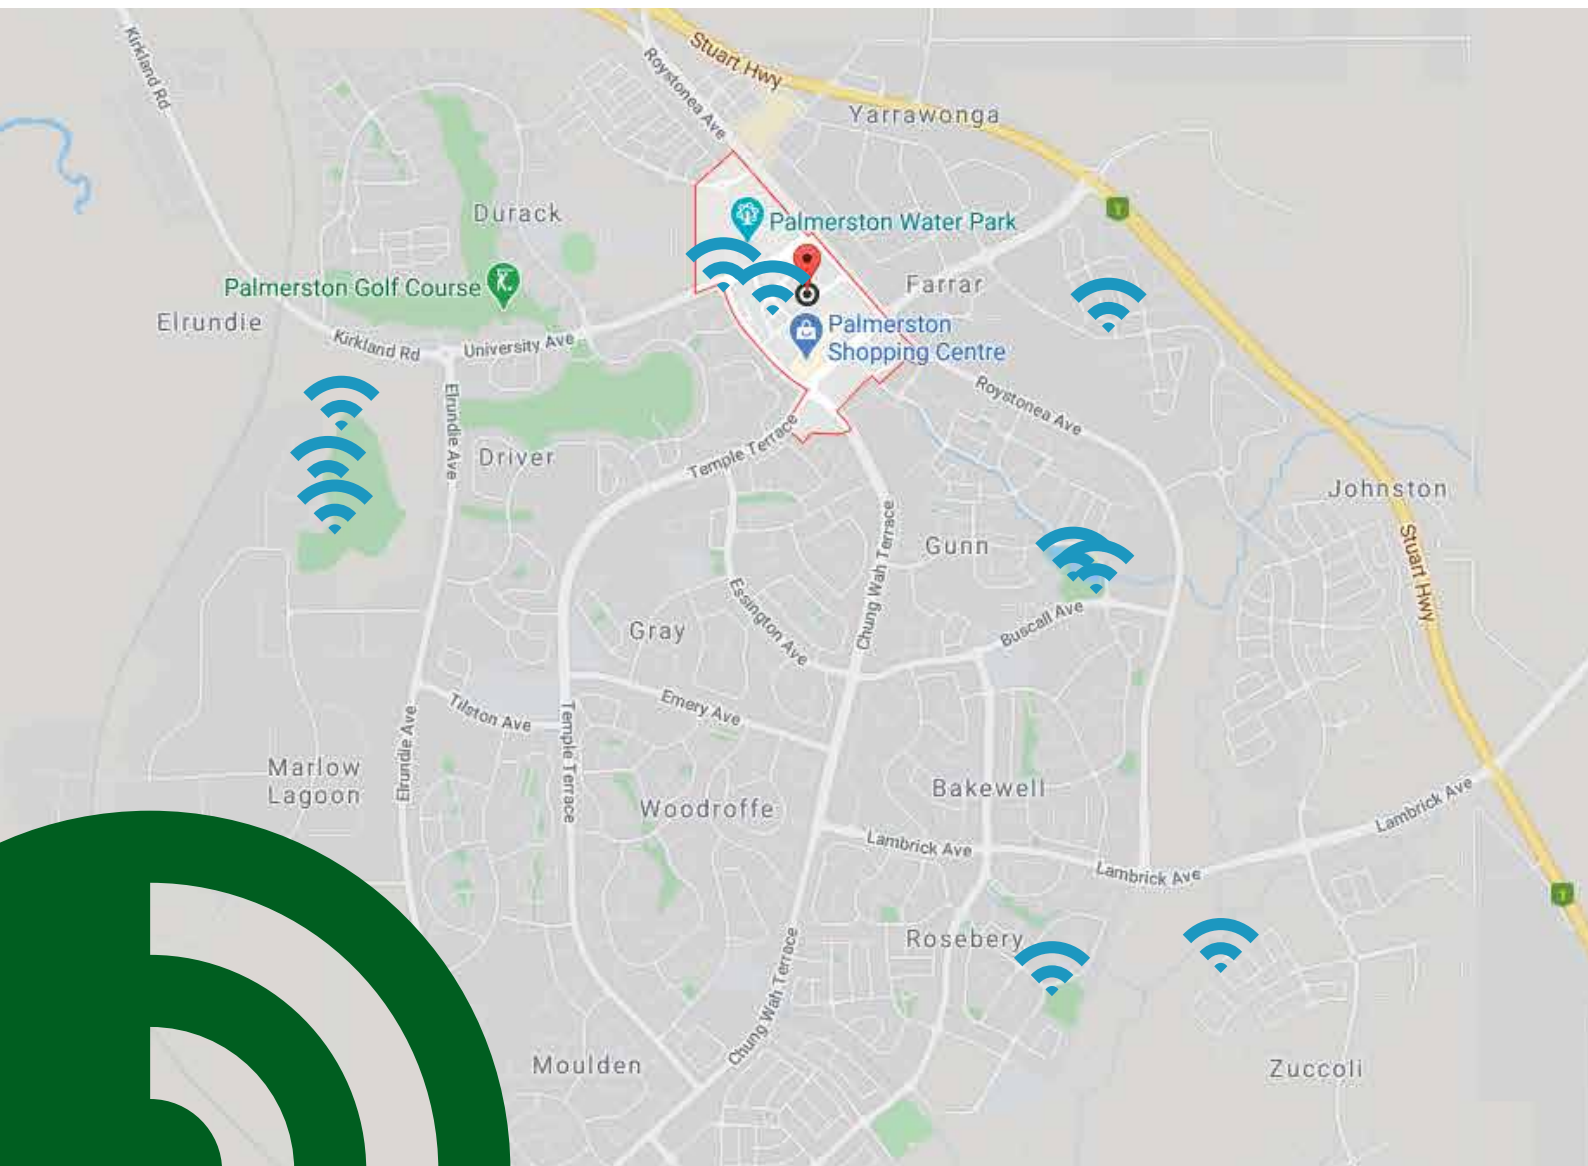 Kirkland Rd
Roystonea Ave
Stuart Hwy
Yarrawonga
1
Durack
Palmerston Water Park
Palmerston Golf Course
Farrar
Elrundie
Palmerston
Shopping Centre
Kirkland Rd
University Ave
Elrundie Ave
Roystonea Ave
Temple Terrace
Driver
Johnston
Chung Wah Terrace
Gunn
Stuart Hwy
Essington Ave
Buscall Ave
Gray
Tilston Ave
Emery Ave
Elrundie Ave
Temple Terrace
Marlow
Lagoon
Bakewell
Woodroffe
Lambrick Ave
Lambrick Ave
Lambrick Ave
1
Rosebery
Chung Wah Terrace
Moulden
Zuccoli